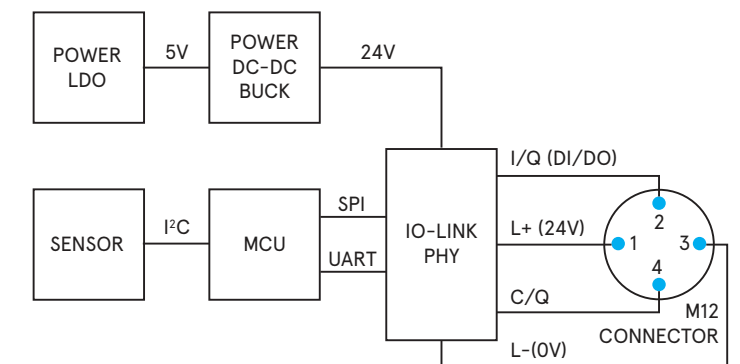 POWER
LDO
5V
POWER
DC-DC
BUCK
24V
SENSOR
I²C
MCU
SPI
UART
IO-LINK
PHY
I/Q (DI/DO)
L+ (24V)
C/Q
L-(0V)
2
1
3
4
M12
CONNECTOR